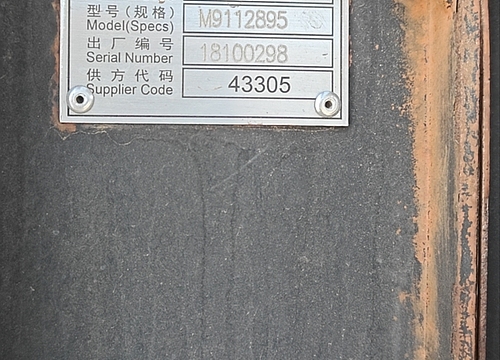 型号(规格) M9112895
Model(Specs)
出厂编号 18100298
Serial Number
供方代码 43305
Supplier Code